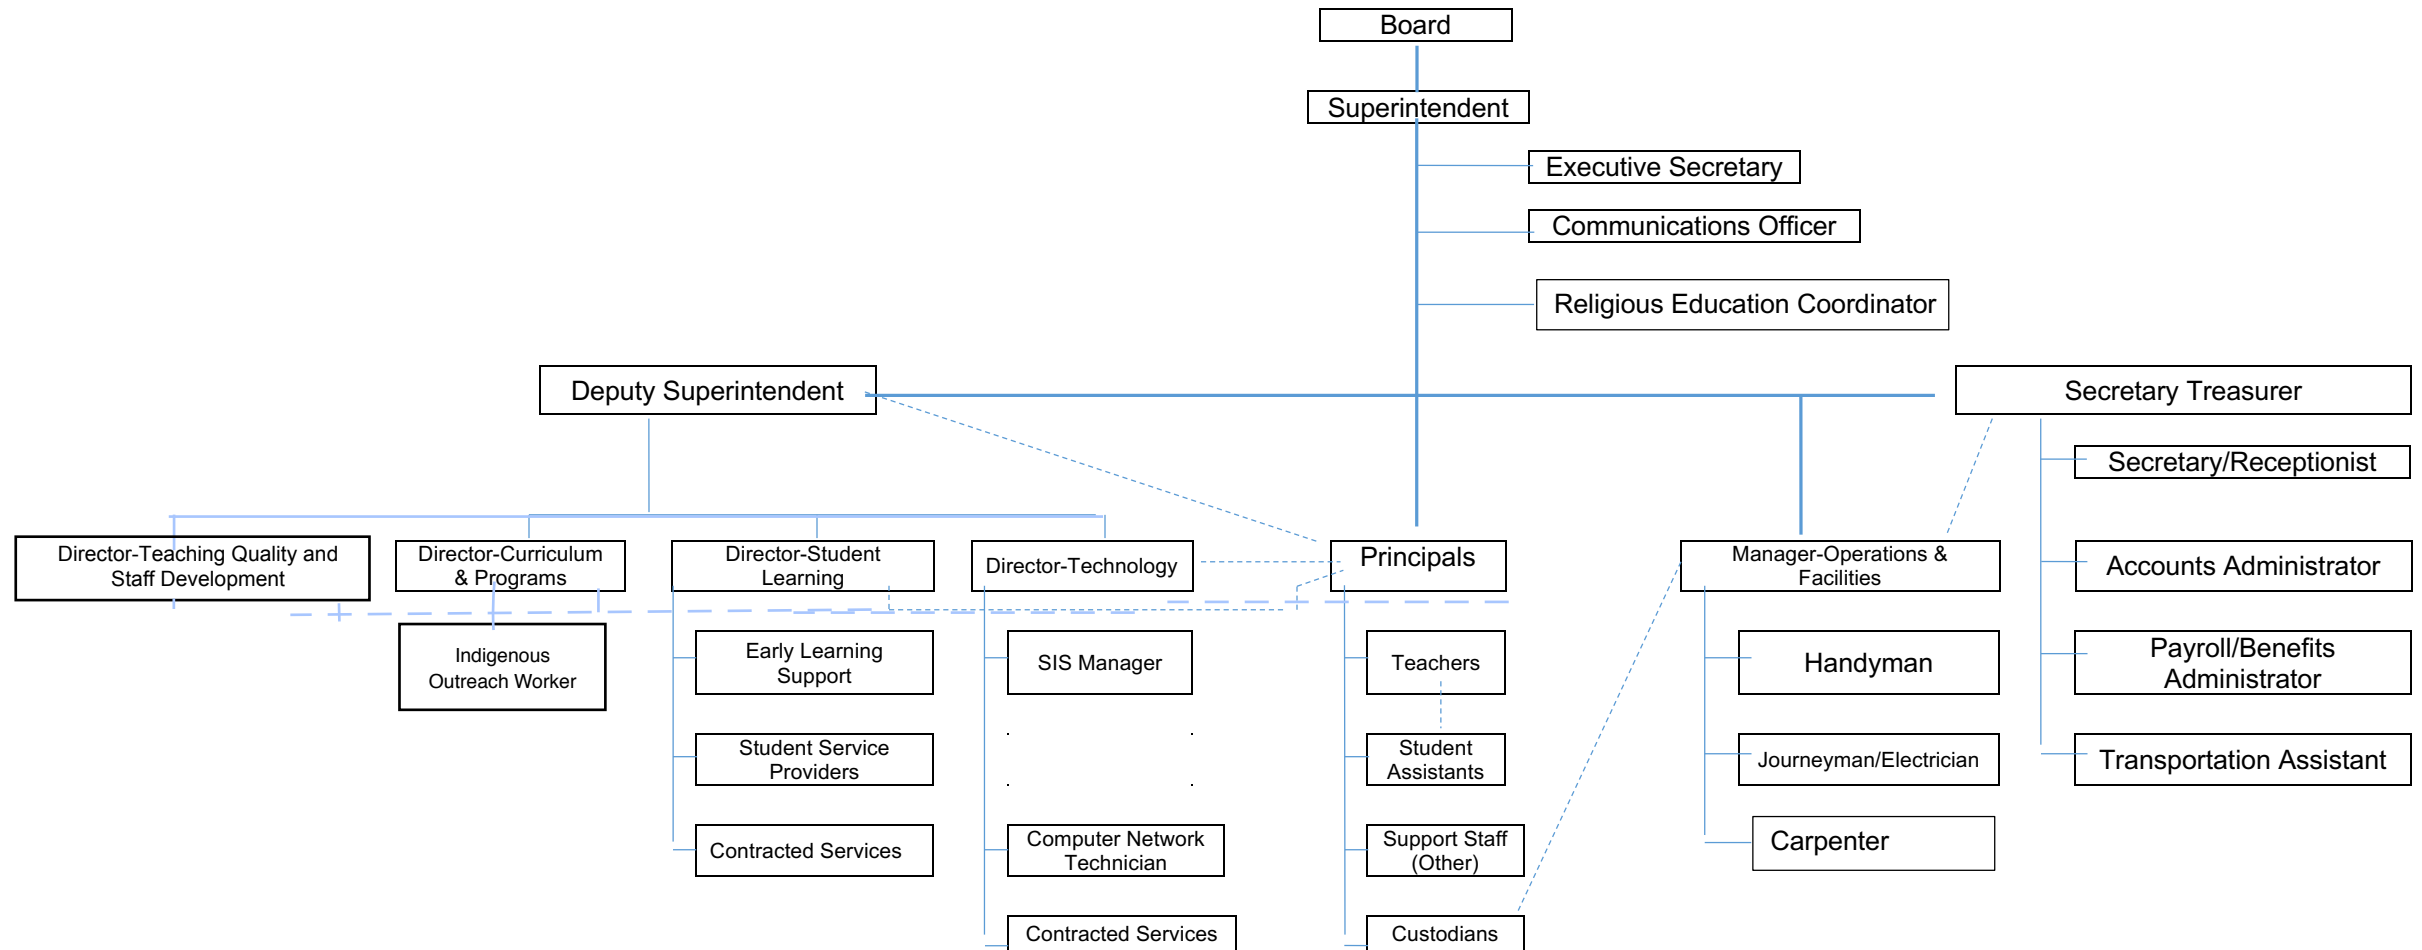 Board
Superintendent
Executive Secretary
Communications Officer
Religious Education Coordinator
Deputy Superintendent
Secretary Treasurer
Secretary/Receptionist
Accounts Administrator
Payroll/Benefits
Administrator
Transportation Assistant
Director-Teaching Quality and
Staff Development
Director-Curriculum
& Programs
Director-Student
Learning
Director-Technology
Principals
Manager-Operations &
Facilities
Indigenous
Outreach Worker
Early Learning
Support
Student Service
Providers
Contracted Services
SIS Manager
Computer Network
Technician
Contracted Services
Teachers
Student
Assistants
Support Staff
(Other)
Custodians
Handyman
Journeyman/Electrician
Carpenter